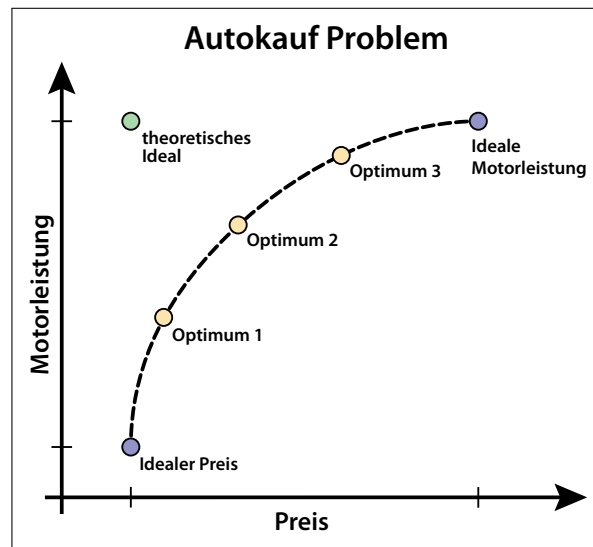 Autokauf Problem
theoretisches
Ideal
Ideale
Motorleistung
Optimum 3
Optimum 2
Optimum 1
Idealer Preis
Motorleistung
Preis